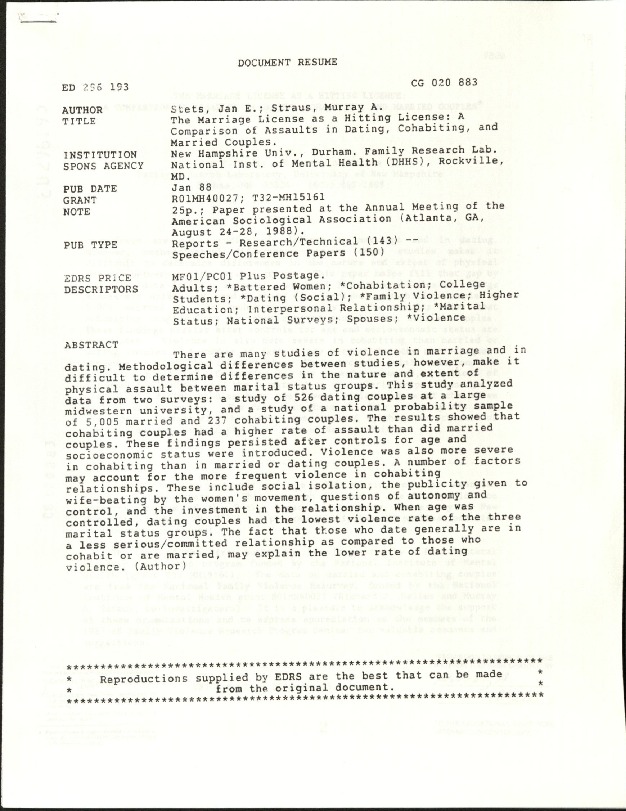 DOCUMENT RESUME
ED 296 193 CG 020 883
AUTHOR Stets, Jan E.; Straus, Murray A.
TITLE The Marriage License as a Hitting License: A
Comparison of Assaults in Dating, Cohabiting, and
Married Couples.
INSTITUTION New Hampshire Univ., Durham. Family Research Lab.
SPONS AGENCY National Inst. of Mental Health (DHHS), Rockville,
MD.
PUB DATE Jan 88
GRANT R01MH40027; T32-MH15161
NOTE 25p.; Paper presented at the Annual Meeting of the
American Sociological Association (Atlanta, GA,
August 24-28, 1988).
PUB TYPE Reports - Research/Technical (143) --
Speeches/Conference Papers (150)
EDRS PRICE MF01/PC01 Plus Postage.
DESCRIPTORS Adults; *Battered Women; *Cohabitation; College
Students; *Dating (Social); *Family Violence; Higher
Education; Interpersonal Relationship; *Marital
Status; National Surveys; Spouses; *Violence
ABSTRACT
There are many studies of violence in marriage and in
dating. Methodological differences between studies, however, make it
difficult to determine differences in the nature and extent of
physical assault between marital status groups. This study analyzed
data from two surveys: a study of 526 dating couples at a large
midwestern university, and a study of a national probability sample
of 5,005 married and 237 cohabiting couples. The results showed that
cohabiting couples had a higher rate of assault than did married
couples. These findings persisted after controls for age and
socioeconomic status were introduced. Violence was also more severe
in cohabiting than in married or dating couples. A number of factors
may account for the more frequent violence in cohabiting
relationships. These include social isolation, the publicity given to
wife-beating by the women's movement, questions of autonomy and
control, and the investment in the relationship. When age was
controlled, dating couples had the lowest violence rate of the three
marital status groups. The fact that those who date generally are in
a less serious/committed relationship as compared to those who
cohabit or are married, may explain the lower rate of dating
violence. (Author)
***********************************************************************
* Reproductions supplied by EDRS are the best that can be made *
* from the original document. *
***********************************************************************